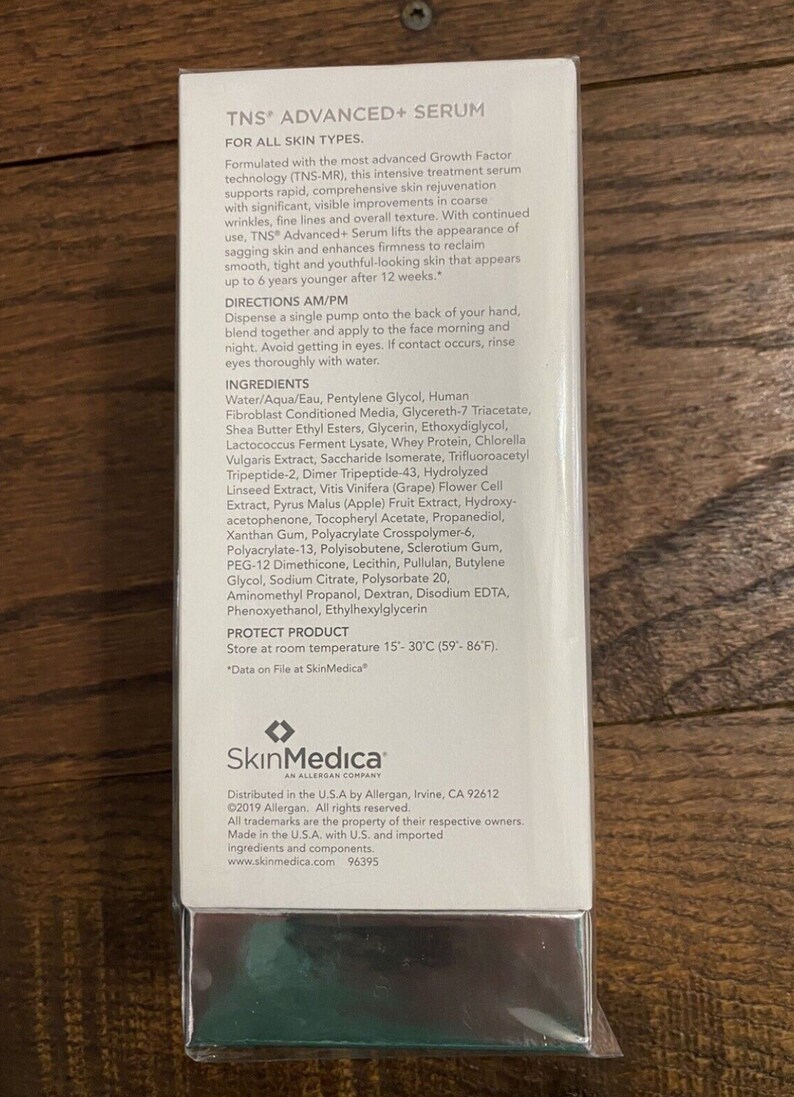 TNS® ADVANCED+ SERUM
FOR ALL SKIN TYPES.
Formulated with the most advanced Growth Factor
technology (TNS-MR), this intensive treatment serum
supports rapid, comprehensive skin rejuvenation
with significant, visible improvements in coarse
wrinkles, fine lines and overall texture. With continued
use, TNS® Advanced+ Serum lifts the appearance of
sagging skin and enhances firmness to reclaim
smooth, tight and youthful-looking skin that appears
up to 6 years younger after 12 weeks.*
DIRECTIONS AM/PM
Dispense a single pump onto the back of your hand,
blend together and apply to the face morning and
night. Avoid getting in eyes. If contact occurs, rinse
eyes thoroughly with water.
INGREDIENTS
Water/Aqua/Eau, Pentylene Glycol, Human
Fibroblast Conditioned Media, Glycereth-7 Triacetate,
Shea Butter Ethyl Esters, Glycerin, Ethoxydiglycol,
Lactococcus Ferment Lysate, Whey Protein, Chlorella
Vulgaris Extract, Saccharide Isomerate, Trifluoroacetyl
Tripeptide-2, Dimer Tripeptide-43, Hydrolyzed
Linseed Extract, Vitis Vinifera (Grape) Flower Cell
Extract, Pyrus Malus (Apple) Fruit Extract, Hydroxy-
acetophenone, Tocopheryl Acetate, Propanediol,
Xanthan Gum, Polyacrylate Crosspolymer-6,
Polyacrylate-13, Polyisobutene, Sclerotium Gum,
PEG-12 Dimethicone, Lecithin, Pullulan, Butylene
Glycol, Sodium Citrate, Polysorbate 20,
Aminomethyl Propanol, Dextran, Disodium EDTA,
Phenoxyethanol, Ethylhexylglycerin
PROTECT PRODUCT
Store at room temperature 15°- 30°C (59°- 86°F).
*Data on File at SkinMedica®
SkinMedica®
AN ALLERGAN COMPANY
Distributed in the U.S.A by Allergan, Irvine, CA 92612
©2019 Allergan. All rights reserved.
All trademarks are the property of their respective owners.
Made in the U.S.A. with U.S. and imported
ingredients and components.
www.skinmedica.com 96395